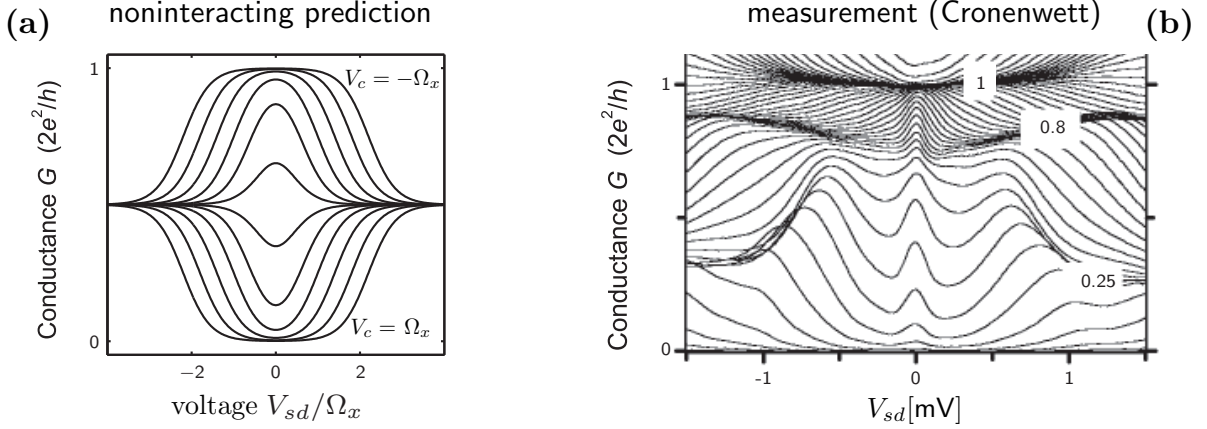 (a)
noninteracting prediction
Conductance G (2e²/h)
1
0
V_c = −Ω_x
V_c = Ω_x
−2
0
2
voltage V_sd/Ω_x
measurement (Cronenwett)
(b)
Conductance G (2e²/h)
1
0
1
0.8
0.25
-1
0
1
V_sd[mV]